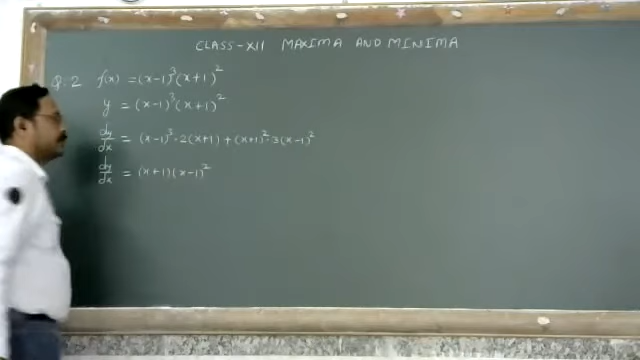 CLASS-XII MAXIMA AND MINIMA
Q.2 f(x) = (x-1)³(x+1)²
y = (x-1)³(x+1)²
dy/dx = (x-1)³·2(x+1) + (x+1)²·3(x-1)²
dy/dx = (x+1)(x-1)²